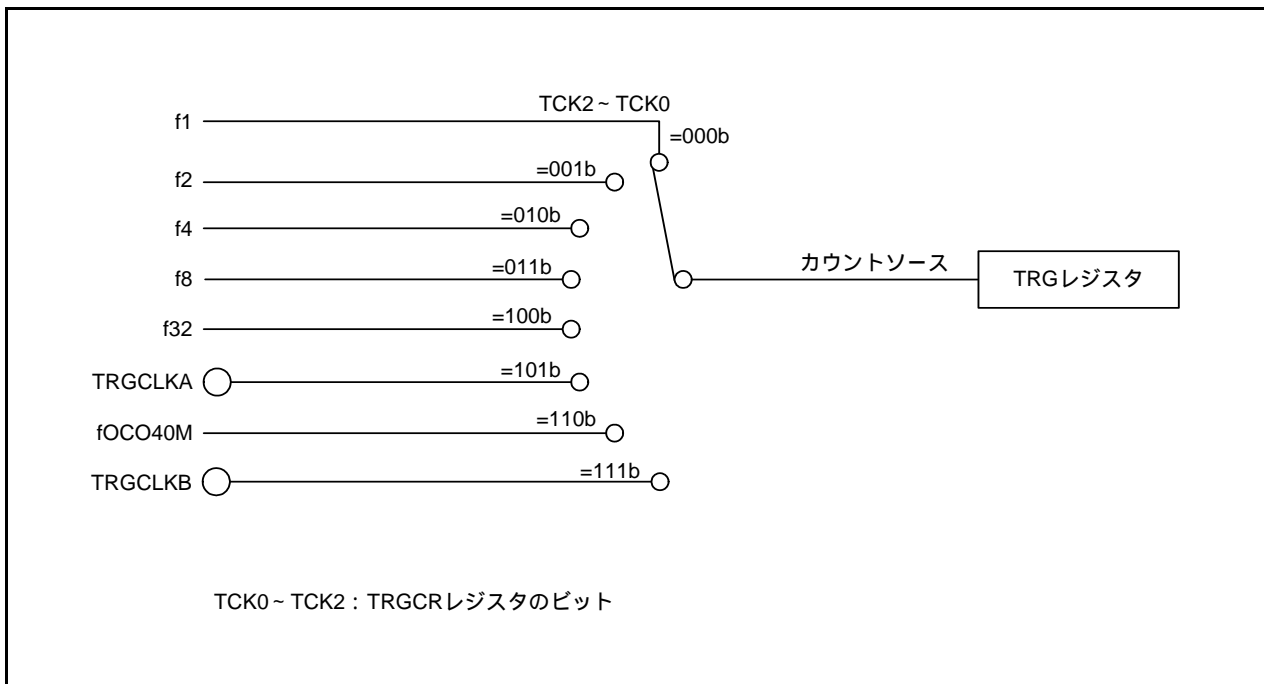 TCK2～TCK0
f1
=000b
f2
=001b
f4
=010b
f8
=011b
カウントソース
TRGレジスタ
f32
=100b
TRGCLKA
=101b
fOCO40M
=110b
TRGCLKB
=111b
TCK0～TCK2：TRGCRレジスタのビット